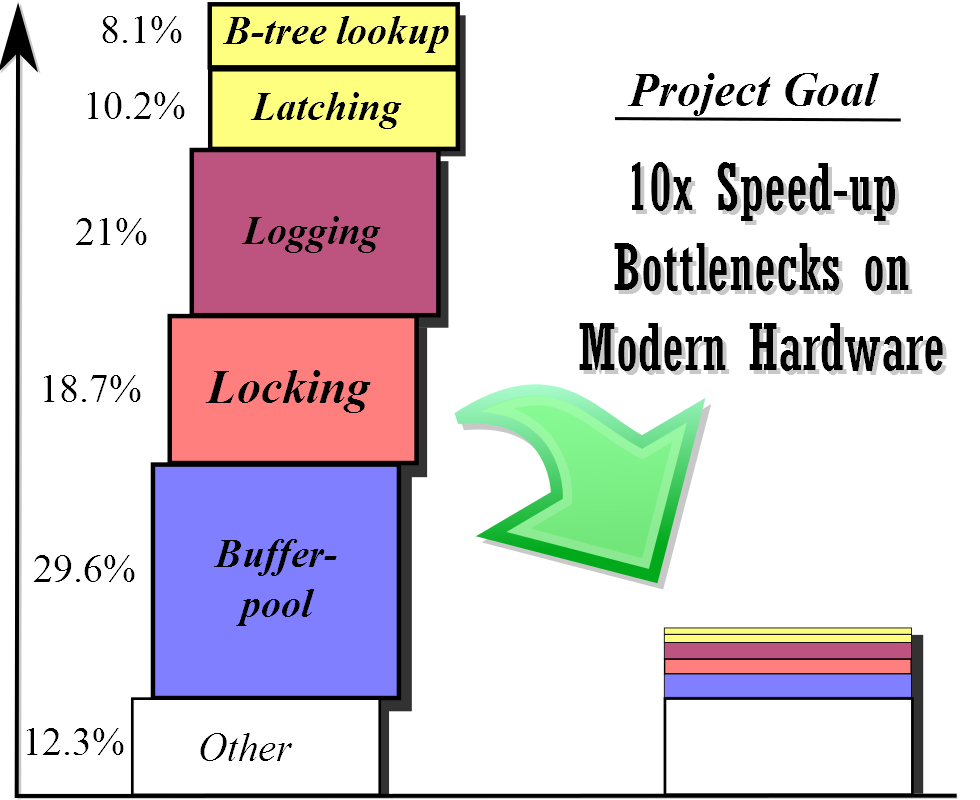 8.1% B-tree lookup
10.2% Latching
21% Logging
18.7% Locking
29.6% Buffer-
pool
12.3% Other
Project Goal
10x Speed-up
Bottlenecks on
Modern Hardware